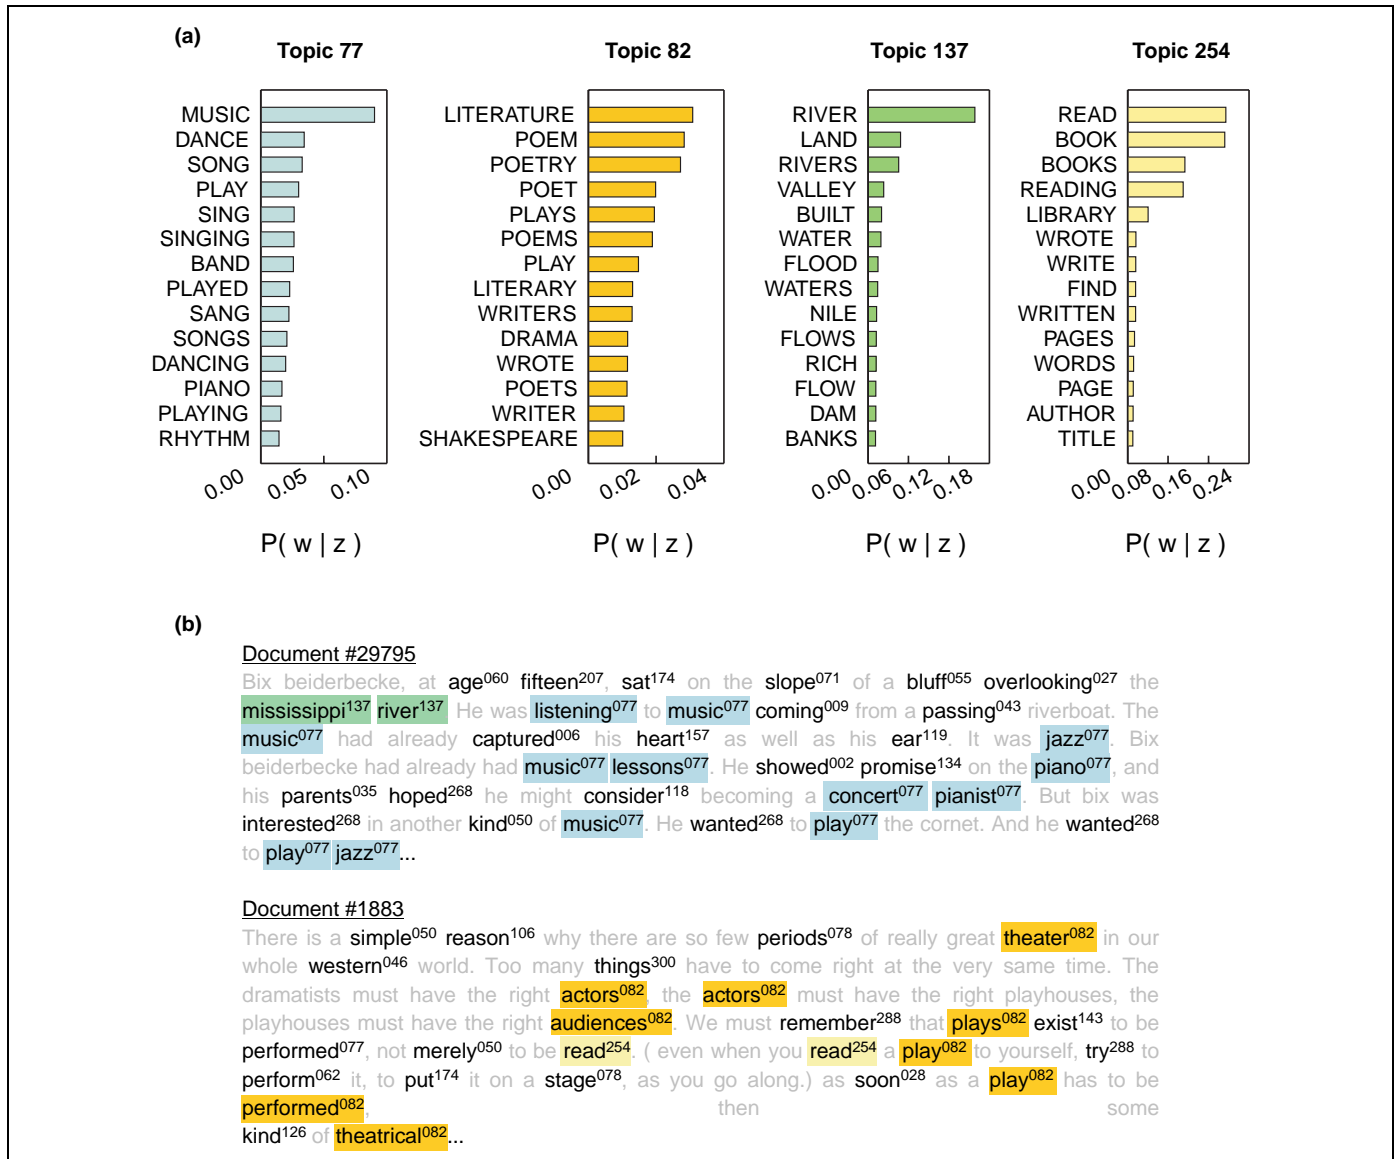 (a)
Topic 77
MUSIC
DANCE
SONG
PLAY
SING
SINGING
BAND
PLAYED
SANG
SONGS
DANCING
PIANO
PLAYING
RHYTHM
0.00 0.05 0.10
P( w | z )
Topic 82
LITERATURE
POEM
POETRY
POET
PLAYS
POEMS
PLAY
LITERARY
WRITERS
DRAMA
WROTE
POETS
WRITER
SHAKESPEARE
0.00 0.02 0.04
P( w | z )
Topic 137
RIVER
LAND
RIVERS
VALLEY
BUILT
WATER
FLOOD
WATERS
NILE
FLOWS
RICH
FLOW
DAM
BANKS
0.00 0.06 0.12 0.18
P( w | z )
Topic 254
READ
BOOK
BOOKS
READING
LIBRARY
WROTE
WRITE
FIND
WRITTEN
PAGES
WORDS
PAGE
AUTHOR
TITLE
0.00 0.08 0.16 0.24
P( w | z )
(b)
Document #29795
Bix beiderbecke, at age060 fifteen207, sat174 on the slope071 of a bluff055 overlooking027 the
mississippi137 river137 He was listening077 to music077 coming009 from a passing043 riverboat. The
music077 had already captured006 his heart157 as well as his ear119. It was jazz077. Bix
beiderbecke had already had music077 lessons077. He showed002 promise134 on the piano077, and
his parents035 hoped268 he might consider118 becoming a concert077 pianist077. But bix was
interested268 in another kind050 of music077. He wanted268 to play077 the cornet. And he wanted268
to play077 jazz077...
Document #1883
There is a simple050 reason106 why there are so few periods078 of really great theater082 in our
whole western046 world. Too many things300 have to come right at the very same time. The
dramatists must have the right actors082, the actors082 must have the right playhouses, the
playhouses must have the right audiences082. We must remember288 that plays082 exist143 to be
performed077, not merely050 to be read254. ( even when you read254 a play082 to yourself, try288 to
perform062 it, to put174 it on a stage078, as you go along.) as soon028 as a play082 has to be
performed082, then some
kind126 of theatrical082...